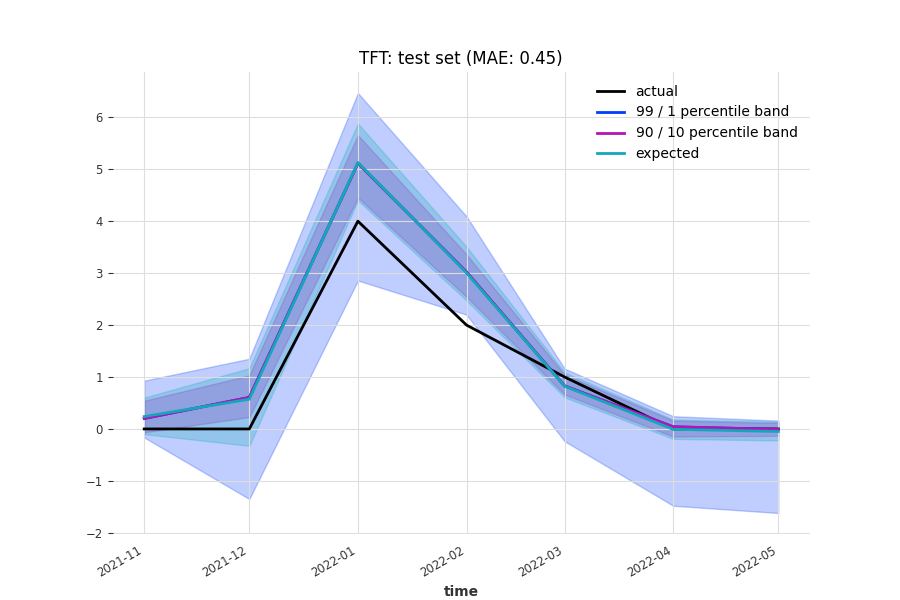 TFT: test set (MAE: 0.45)
actual
99 / 1 percentile band
90 / 10 percentile band
expected
6
5
4
3
2
1
0
−1
−2
2021-11
2021-12
2022-01
2022-02
2022-03
2022-04
2022-05
time